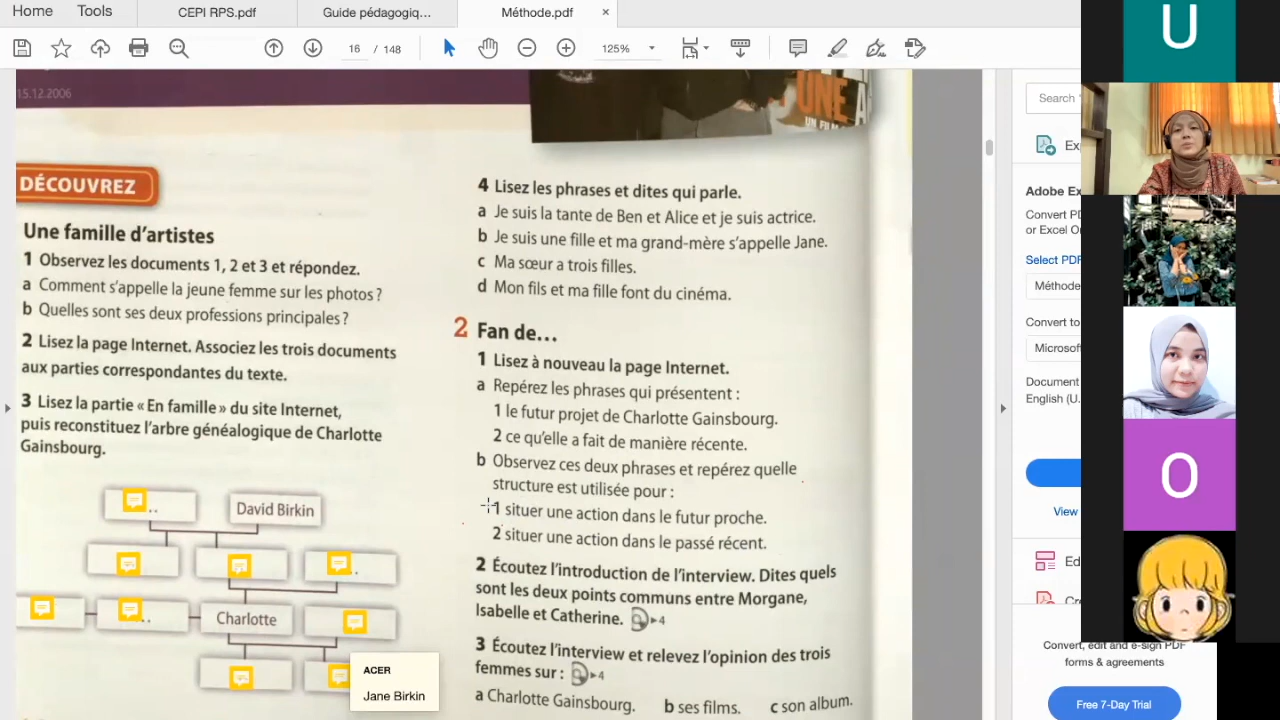 Home Tools CEPI RPS.pdf Guide pédagogiq... Méthode.pdf ×
16 / 148 125%
15.12.2006
UNE A
UN FIL
DÉCOUVREZ
Une famille d'artistes
1 Observez les documents 1, 2 et 3 et répondez.
a Comment s'appelle la jeune femme sur les photos ?
b Quelles sont ses deux professions principales ?
2 Lisez la page Internet. Associez les trois documents
aux parties correspondantes du texte.
3 Lisez la partie « En famille » du site Internet,
puis reconstituez l'arbre généalogique de Charlotte
Gainsbourg.
David Birkin
Charlotte
ACER
Jane Birkin
4 Lisez les phrases et dites qui parle.
a Je suis la tante de Ben et Alice et je suis actrice.
b Je suis une fille et ma grand-mère s'appelle Jane.
c Ma sœur a trois filles.
d Mon fils et ma fille font du cinéma.
2 Fan de...
1 Lisez à nouveau la page Internet.
a Repérez les phrases qui présentent :
1 le futur projet de Charlotte Gainsbourg.
2 ce qu'elle a fait de manière récente.
b Observez ces deux phrases et repérez quelle
structure est utilisée pour :
1 situer une action dans le futur proche.
2 situer une action dans le passé récent.
2 Écoutez l'introduction de l'interview. Dites quels
sont les deux points communs entre Morgane,
Isabelle et Catherine. ▸4
3 Écoutez l'interview et relevez l'opinion des trois
femmes sur : ▸4
a Charlotte Gainsbourg. b ses films. c son album.
Search
Adobe Ex
Convert PD
or Excel On
Select PDF
Méthode
Convert to
Microsof
Document
English (U.
View
Convert, edit and e-sign PDF
forms & agreements
Free 7-Day Trial
U
O